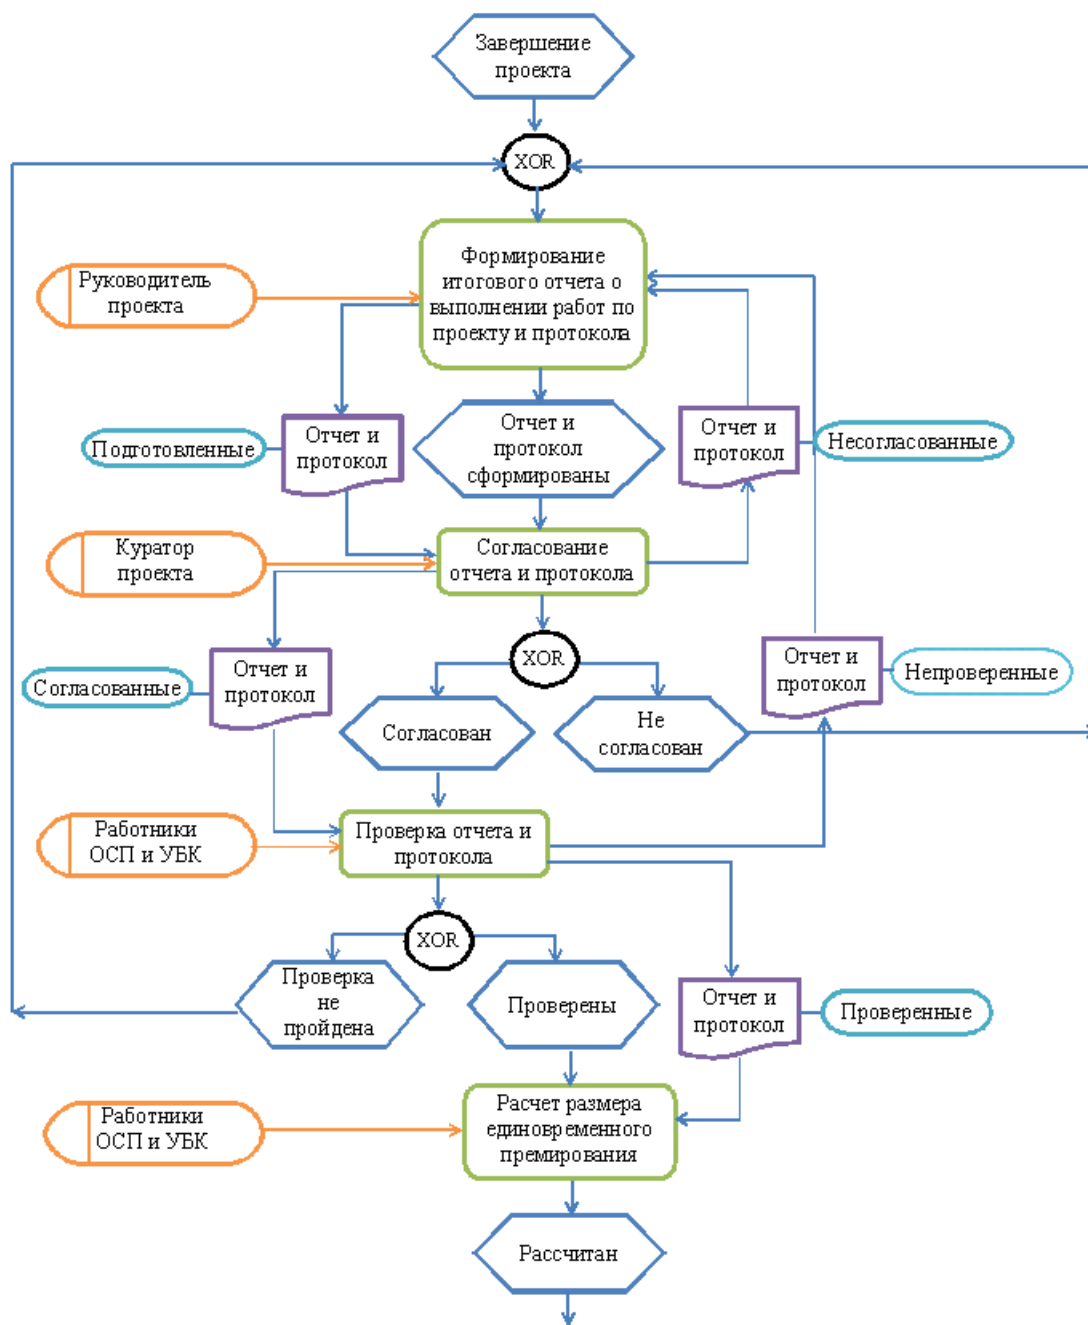 Завершение
проекта
XOR
Формирование
итогового отчета о
выполнении работ по
проекту и протокола
Руководитель
проекта
Подготовленные
Отчет и
протокол
Отчет и
протокол
сформированы
Отчет и
протокол
Несогласованные
Куратор
проекта
Согласование
отчета и протокола
XOR
Согласованные
Отчет и
протокол
Отчет и
протокол
Непроверенные
Согласован
Не
согласован
Работники
ОСП и УБК
Проверка отчета и
протокола
XOR
Проверка
не
пройдена
Проверены
Отчет и
протокол
Проверенные
Работники
ОСП и УБК
Расчет размера
единовременного
премирования
Рассчитан